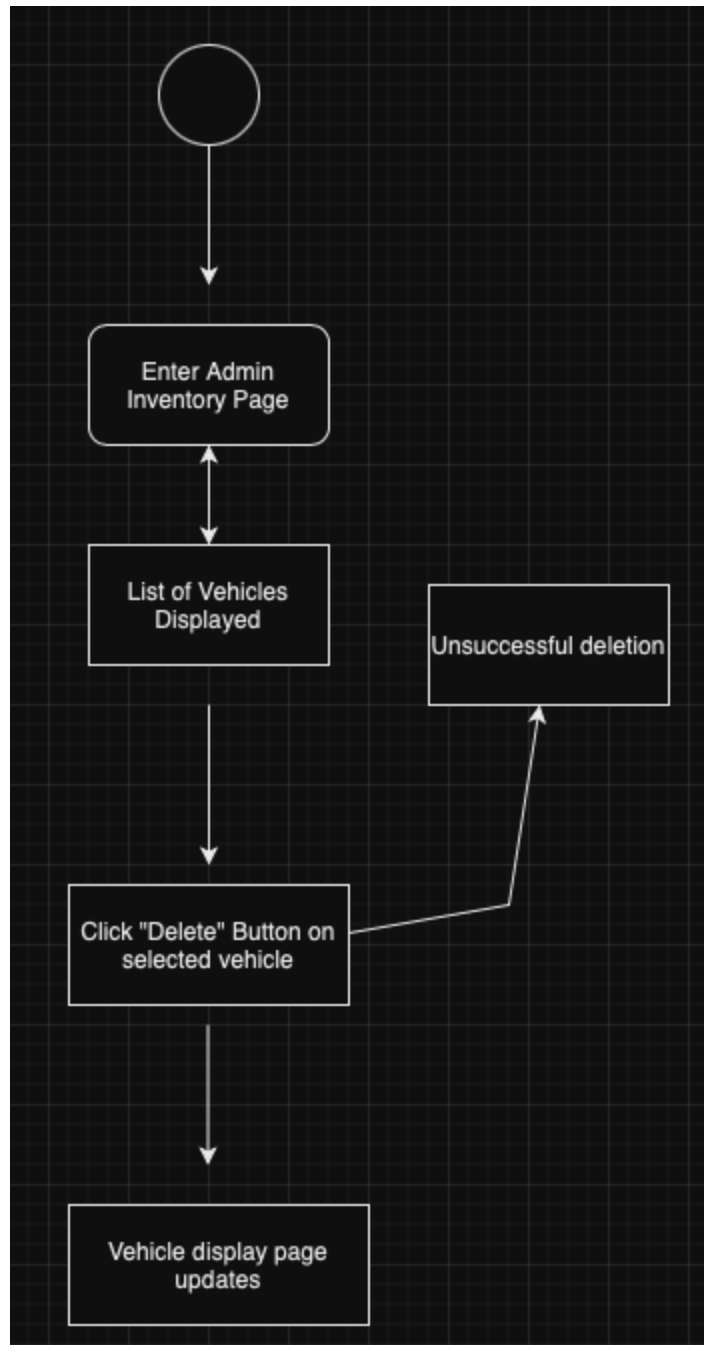 Enter Admin
Inventory Page
List of Vehicles
Displayed
Unsuccessful deletion
Click "Delete" Button on
selected vehicle
Vehicle display page
updates